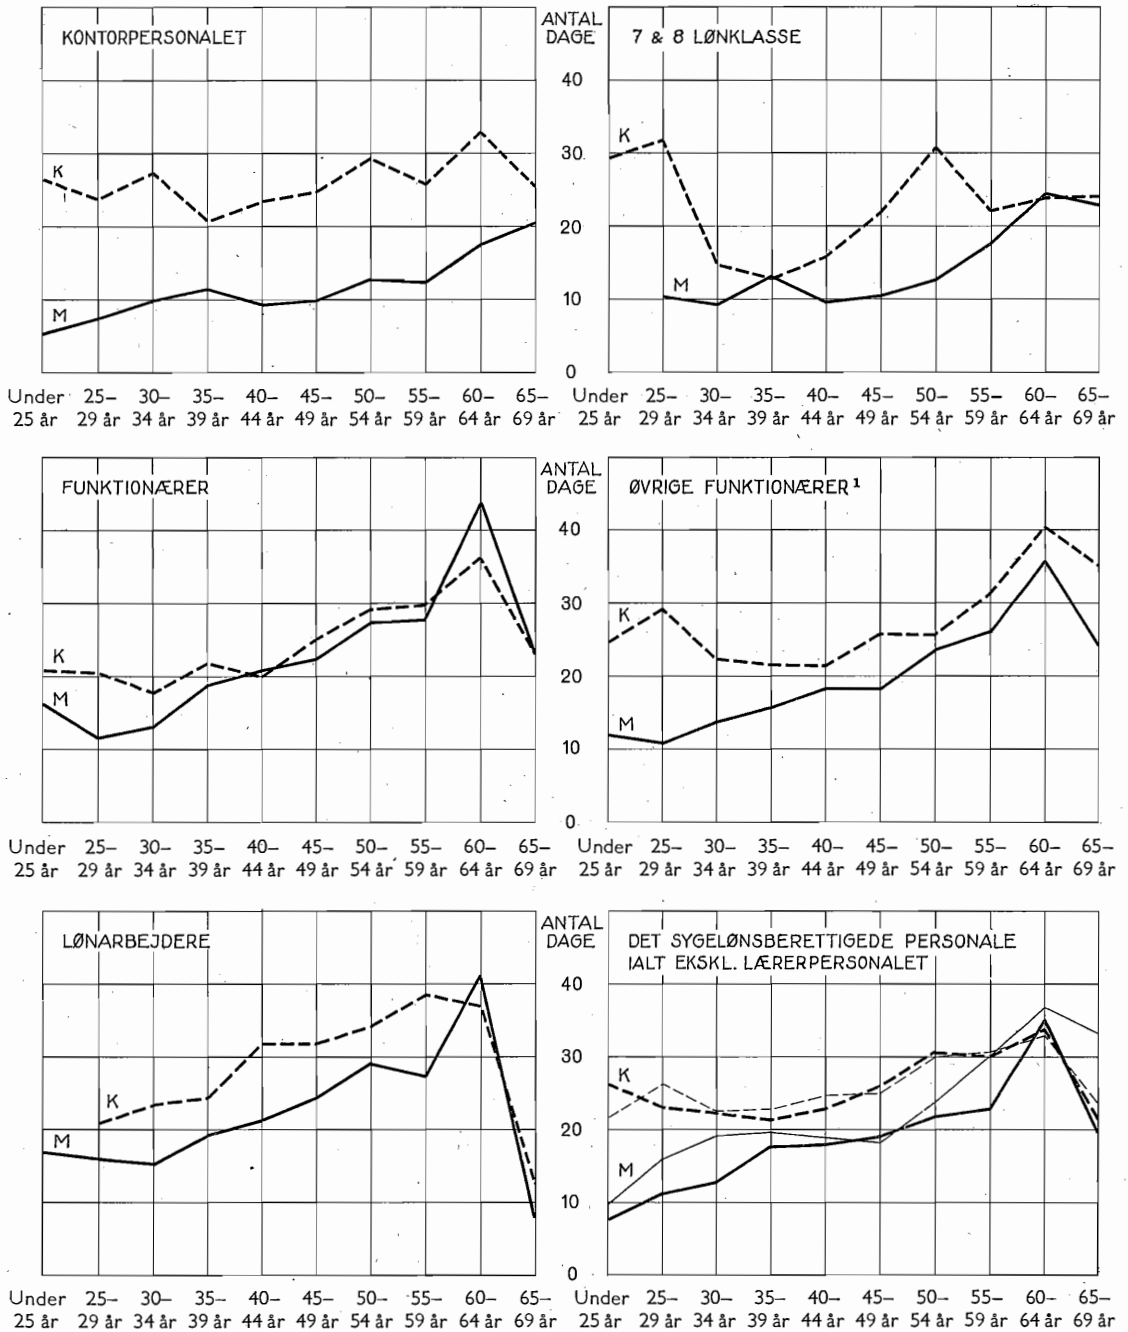 KONTORPERSONALET
ANTAL
DAGE
7 & 8 LØNKLASSE
40
K
K
30
20
M
M
10
0
Under 25– 30– 35– 40– 45– 50– 55– 60– 65–
25 år 29 år 34 år 39 år 44 år 49 år 54 år 59 år 64 år 69 år
Under 25– 30– 35– 40– 45– 50– 55– 60– 65–
25 år 29 år 34 år 39 år 44 år 49 år 54 år 59 år 64 år 69 år
FUNKTIONÆRER
ANTAL
DAGE
ØVRIGE FUNKTIONÆRER¹
40
30
K
K
20
M
M
10
0
Under 25– 30– 35– 40– 45– 50– 55– 60– 65–
25 år 29 år 34 år 39 år 44 år 49 år 54 år 59 år 64 år 69 år
Under 25– 30– 35– 40– 45– 50– 55– 60– 65–
25 år 29 år 34 år 39 år 44 år 49 år 54 år 59 år 64 år 69 år
LØNARBEJDERE
ANTAL
DAGE
DET SYGELØNSBERETTIGEDE PERSONALE
IALT EKSKL. LÆRERPERSONALET
40
30
K
K
20
M
M
10
0
Under 25– 30– 35– 40– 45– 50– 55– 60– 65–
25 år 29 år 34 år 39 år 44 år 49 år 54 år 59 år 64 år 69 år
Under 25– 30– 35– 40– 45– 50– 55– 60– 65–
25 år 29 år 34 år 39 år 44 år 49 år 54 år 59 år 64 år 69 år